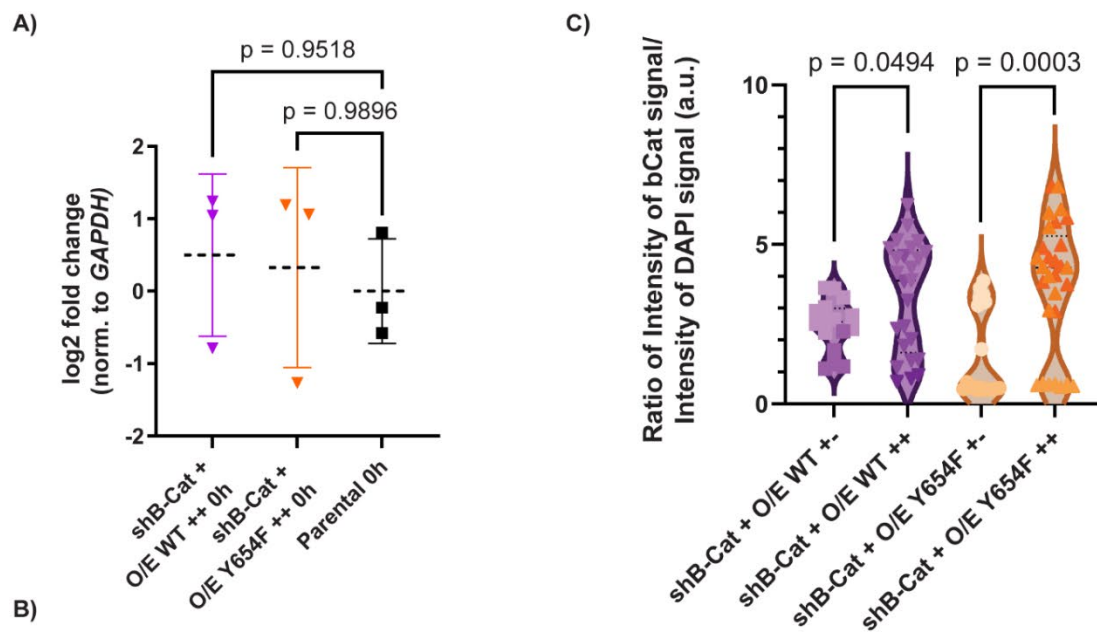 A)
p = 0.9518
p = 0.9896
2
1
0
-1
-2
log2 fold change
(norm. to GAPDH)
shB-Cat +
O/E WT ++ 0h
shB-Cat +
O/E Y654F ++ 0h
Parental 0h
B)
C)
p = 0.0494
p = 0.0003
10
5
0
Ratio of Intensity of bCat signal/
Intensity of DAPI signal (a.u.)
shB-Cat + O/E WT +-
shB-Cat + O/E WT ++
shB-Cat + O/E Y654F +-
shB-Cat + O/E Y654F ++